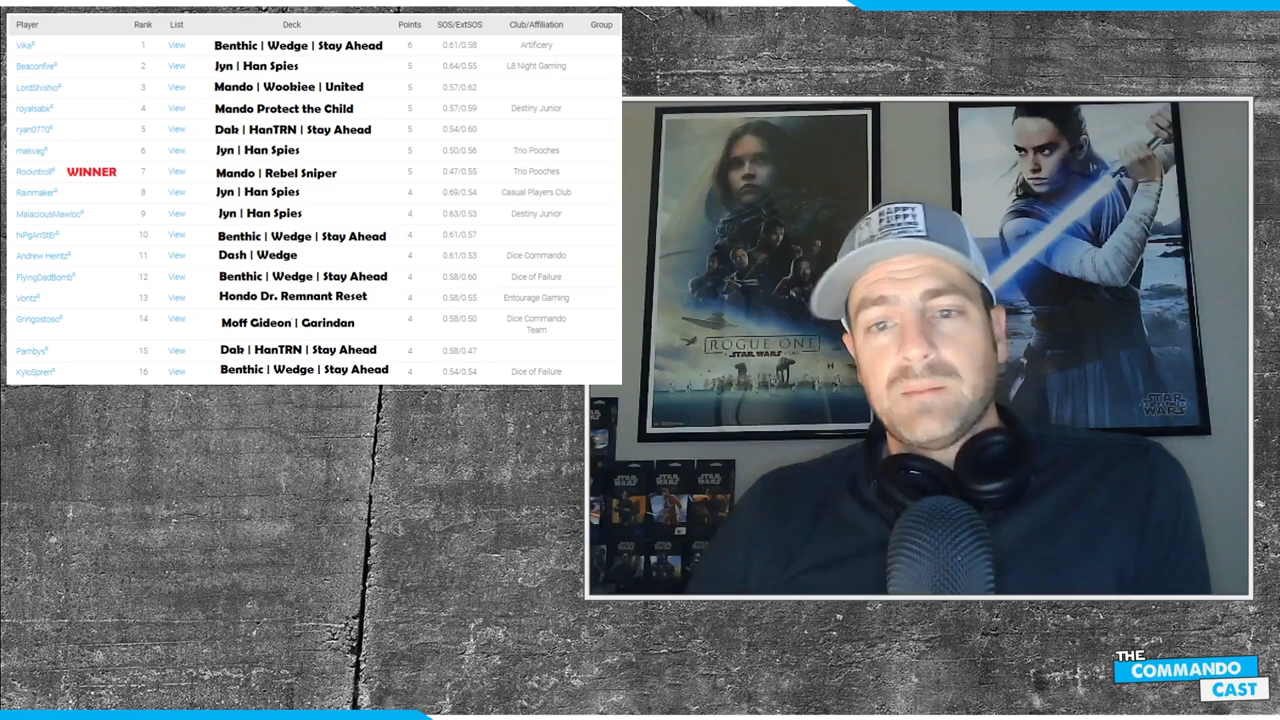 Player Rank List Deck Points SOS/ExtSOS Club/Affiliation Group
Vika 1 View Benthic | Wedge | Stay Ahead 6 0.61/0.58 Artificery
Beaconfire 2 View Jyn | Han Spies 5 0.64/0.55 L8 Night Gaming
LordShishio 3 View Mando | Wookiee | United 5 0.57/0.62
royalsabk 4 View Mando Protect the Child 5 0.57/0.59 Destiny Junior
ryan0770 5 View Dak | HanTRN | Stay Ahead 5 0.54/0.60
makvag 6 View Jyn | Han Spies 5 0.50/0.56 Trio Pooches
Rockntroll WINNER 7 View Mando | Rebel Sniper 5 0.47/0.55 Trio Pooches
Rainmaker 8 View Jyn | Han Spies 4 0.69/0.54 Casual Players Club
MalaciousMawloc 9 View Jyn | Han Spies 4 0.63/0.53 Destiny Junior
hiPgAnStEr 10 View Benthic | Wedge | Stay Ahead 4 0.61/0.57
Andrew Heintz 11 View Dash | Wedge 4 0.61/0.53 Dice Commando
FlyingDadBomb 12 View Benthic | Wedge | Stay Ahead 4 0.58/0.60 Dice of Failure
Vontz 13 View Hondo Dr. Remnant Reset 4 0.58/0.55 Entourage Gaming
Gringostoso 14 View Moff Gideon | Garindan 4 0.58/0.50 Dice Commando
Team
Pambys 15 View Dak | HanTRN | Stay Ahead 4 0.58/0.47
KyloSpren 16 View Benthic | Wedge | Stay Ahead 4 0.54/0.54 Dice of Failure
HAPPY
PUPPY
ROGUE ONE
A STAR WARS STORY
STAR
WARS
STAR WARS
STAR WARS
STAR WARS
THE
COMMANDO
CAST